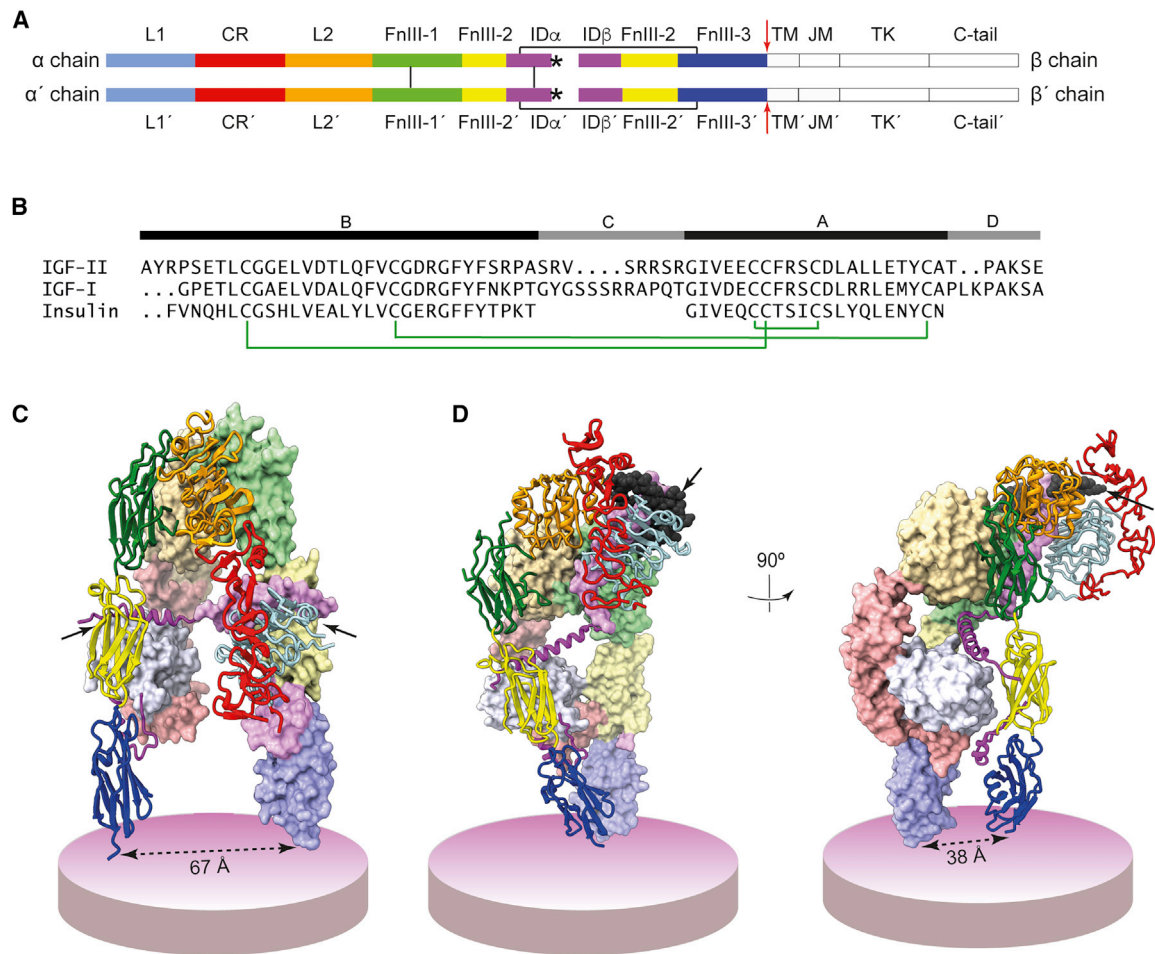 A
L1 CR L2 FnIII-1 FnIII-2 IDα IDβ FnIII-2 FnIII-3 TM JM TK C-tail
α chain * β chain
α´ chain * β´ chain
L1´ CR´ L2´ FnIII-1´ FnIII-2´ IDα´ IDβ´ FnIII-2´ FnIII-3´ TM´ JM´ TK´ C-tail´
B
B C A D
IGF-II AYRPSETLCGGELVDTLQFVCGDRGFYFSRPASRV....SRRSRGIVEECCFRSCDLALLETYCAT..PAKSE
IGF-I ...GPETLCGAELVDALQFVCGDRGFYFNKPTGYGSSSRRAPQTGIVDECCFRSCDLRRLEMYCAPLKPAKSA
Insulin ..FVNQHLCGSHLVEALYLVCGERGFFYTPKT GIVEQCCTSICSLYQLENYCN
C D
90º
67 Å 38 Å